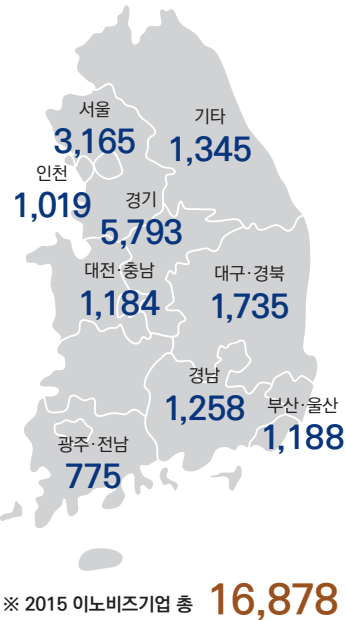 서울
3,165
기타
1,345
인천
1,019
경기
5,793
대전·충남
1,184
대구·경북
1,735
경남
1,258
부산·울산
1,188
광주·전남
775
※ 2015 이노비즈기업 총 16,878